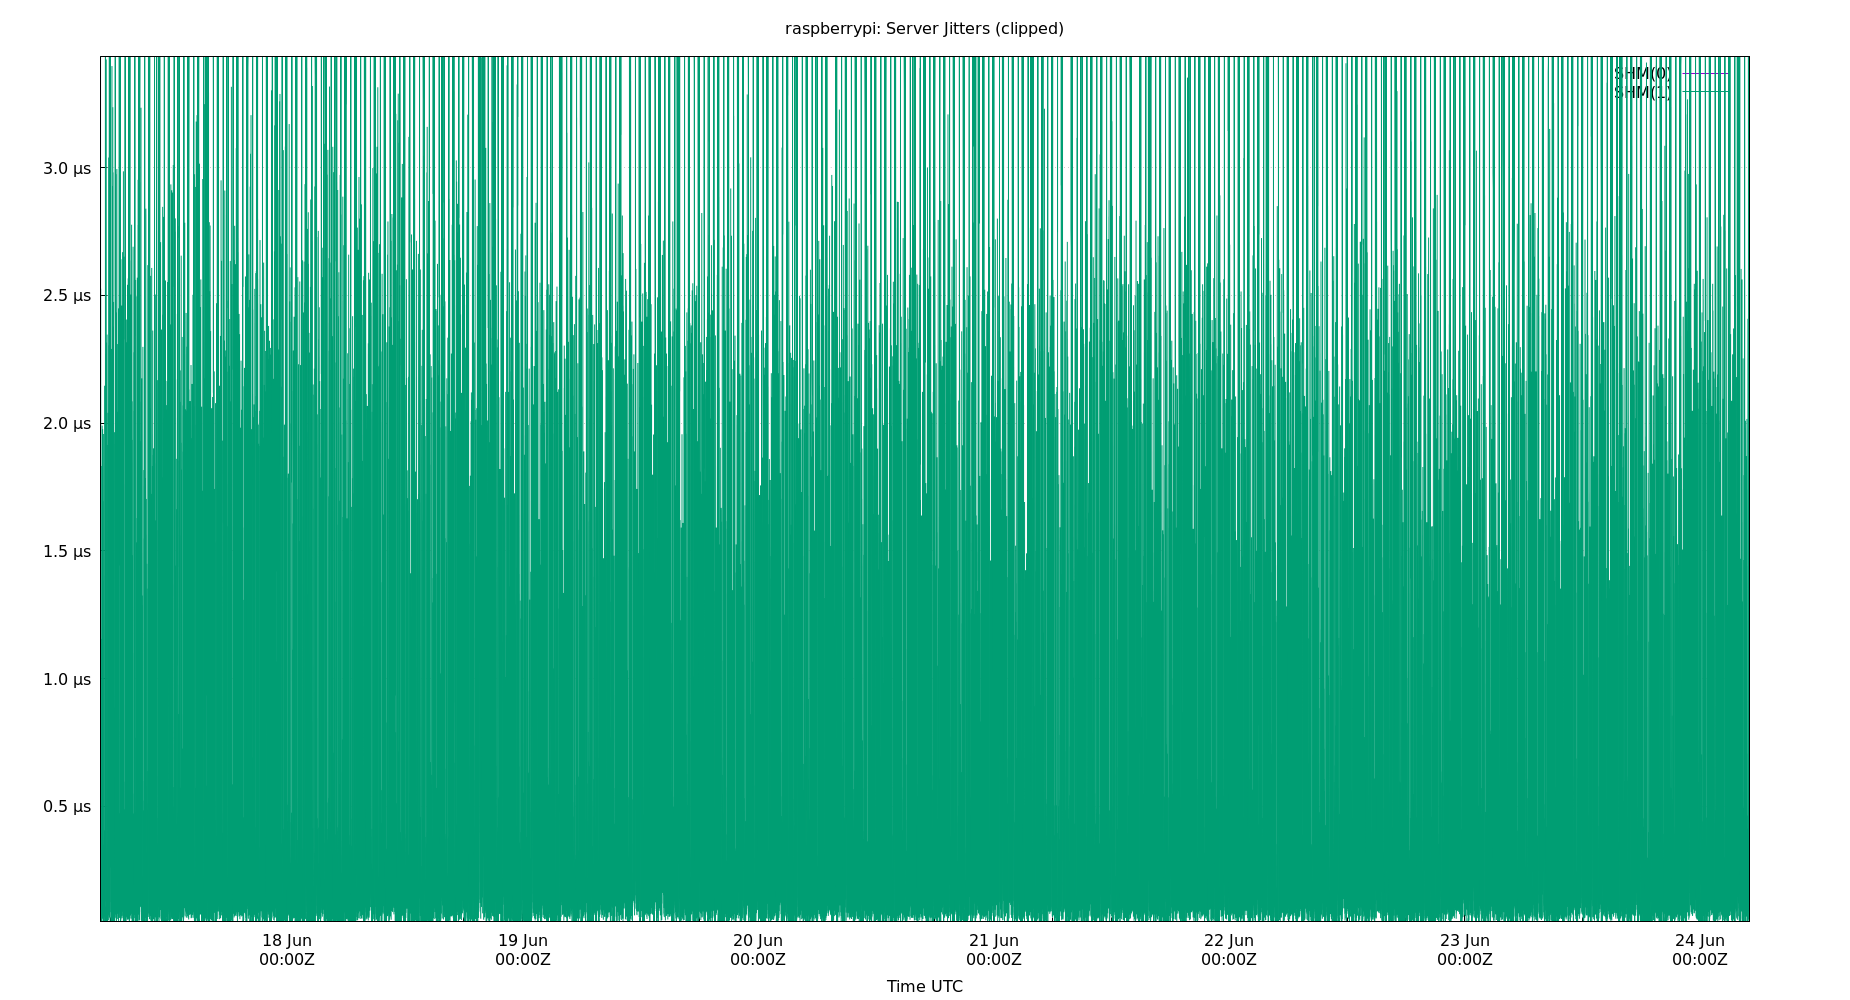 raspberrypi: Server Jitters (clipped)
SHM(0)
SHM(1)
3.0 µs
2.5 µs
2.0 µs
1.5 µs
1.0 µs
0.5 µs
18 Jun 19 Jun 20 Jun 21 Jun 22 Jun 23 Jun 24 Jun
00:00Z 00:00Z 00:00Z 00:00Z 00:00Z 00:00Z 00:00Z
Time UTC